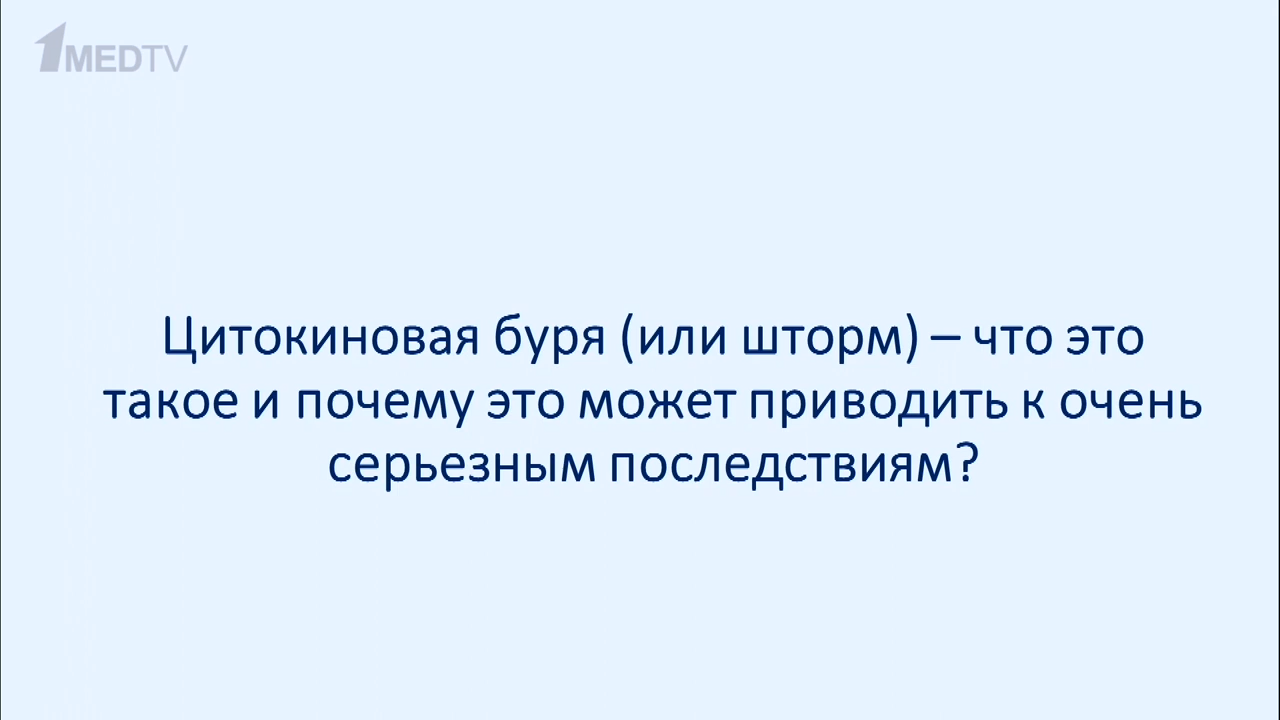 1MEDTV
Цитокиновая буря (или шторм) – что это
такое и почему это может приводить к очень
серьезным последствиям?